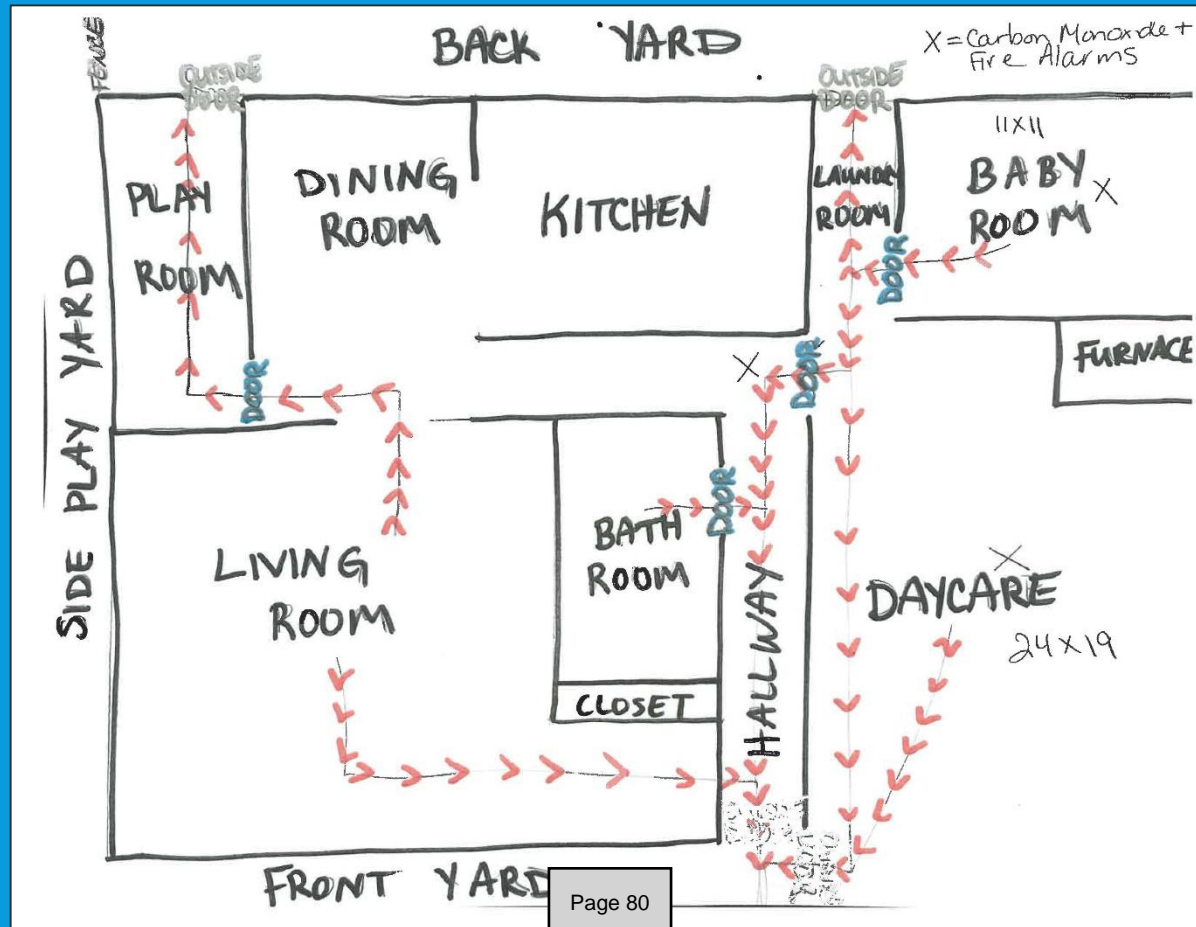 BACK YARD
X = Carbon Monoxide +
Fire Alarms
FENCE
OUTSIDE
DOOR
OUTSIDE
DOOR
11X11
PLAY
ROOM
DINING
ROOM
KITCHEN
LAUNDRY
ROOM
BABY
ROOM
X
DOOR
SIDE PLAY YARD
FURNACE
DOOR
X
DOOR
DOOR
BATH
ROOM
LIVING
ROOM
HALLWAY
X
DAYCARE
24X19
CLOSET
FRONT YARD
Page 80